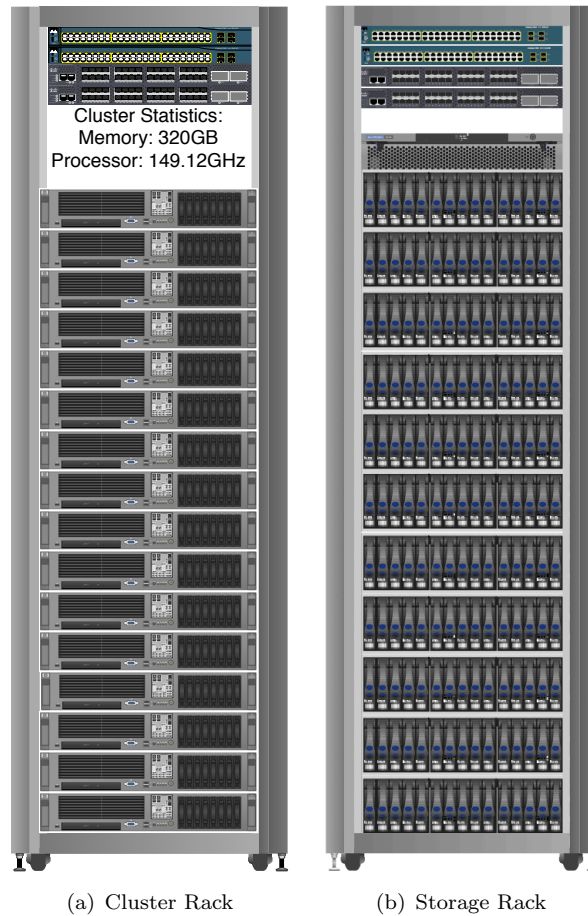 Cluster Statistics:
Memory: 320GB
Processor: 149.12GHz
(a) Cluster Rack
(b) Storage Rack